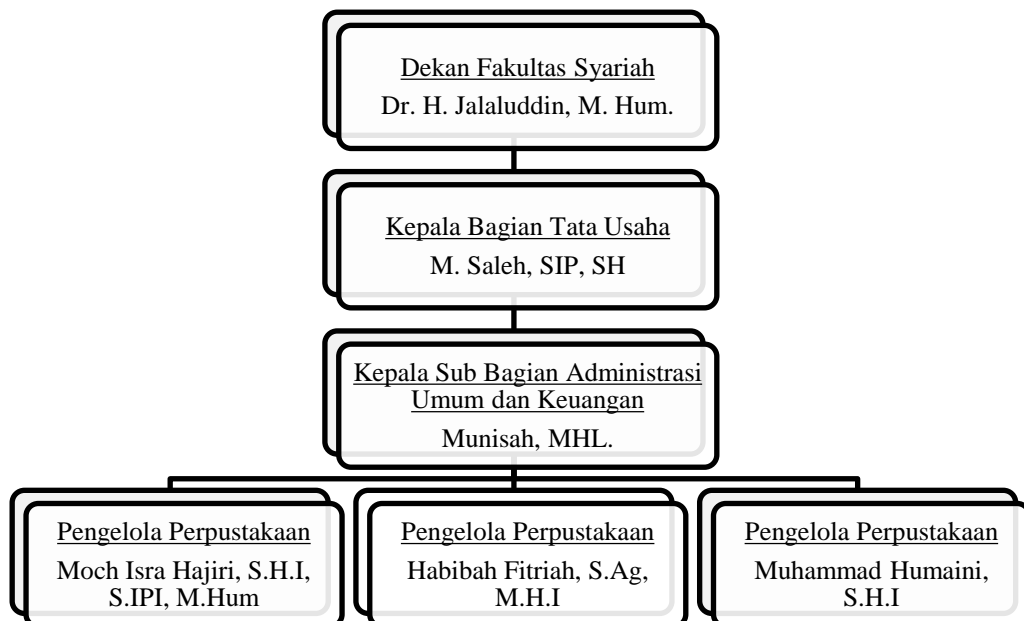 Dekan Fakultas Syariah
Dr. H. Jalaluddin, M. Hum.
Kepala Bagian Tata Usaha
M. Saleh, SIP, SH
Kepala Sub Bagian Administrasi
Umum dan Keuangan
Munisah, MHL.
Pengelola Perpustakaan
Moch Isra Hajiri, S.H.I,
S.IPI, M.Hum
Pengelola Perpustakaan
Habibah Fitriah, S.Ag,
M.H.I
Pengelola Perpustakaan
Muhammad Humaini,
S.H.I